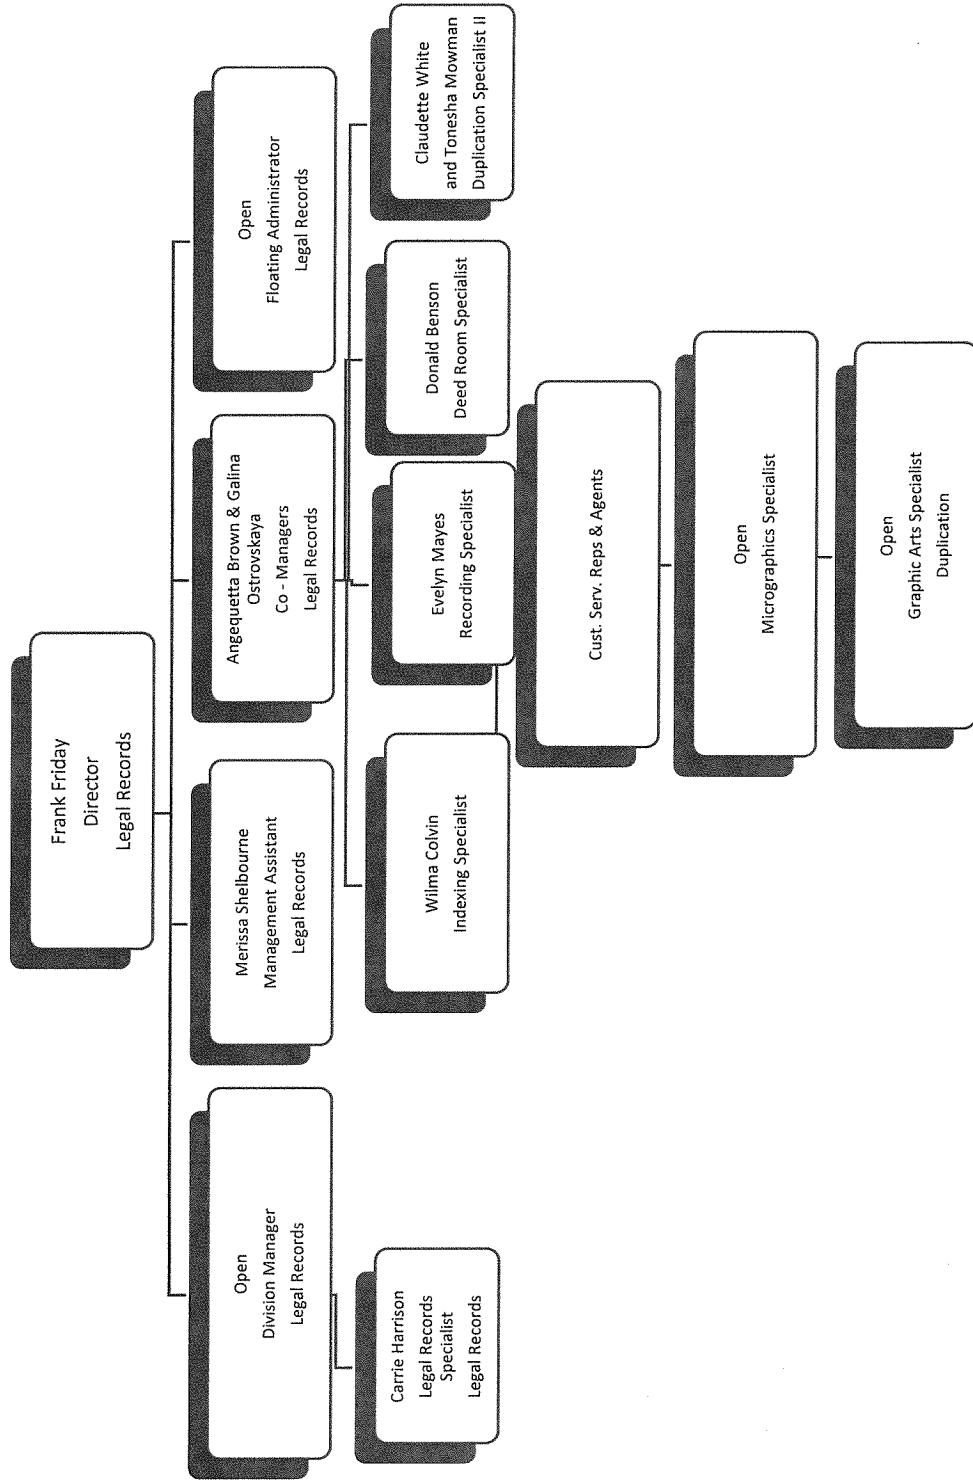 Frank Friday
Director
Legal Records
Open
Division Manager
Legal Records
Merissa Shelbourne
Management Assistant
Legal Records
Angequetta Brown & Galina
Ostrovskaya
Co - Managers
Legal Records
Open
Floating Administrator
Legal Records
Carrie Harrison
Legal Records
Specialist
Legal Records
Wilma Colvin
Indexing Specialist
Evelyn Mayes
Recording Specialist
Donald Benson
Deed Room Specialist
Claudette White
and Tonesha Mowman
Duplication Specialist II
Cust. Serv. Reps & Agents
Open
Micrographics Specialist
Open
Graphic Arts Specialist
Duplication